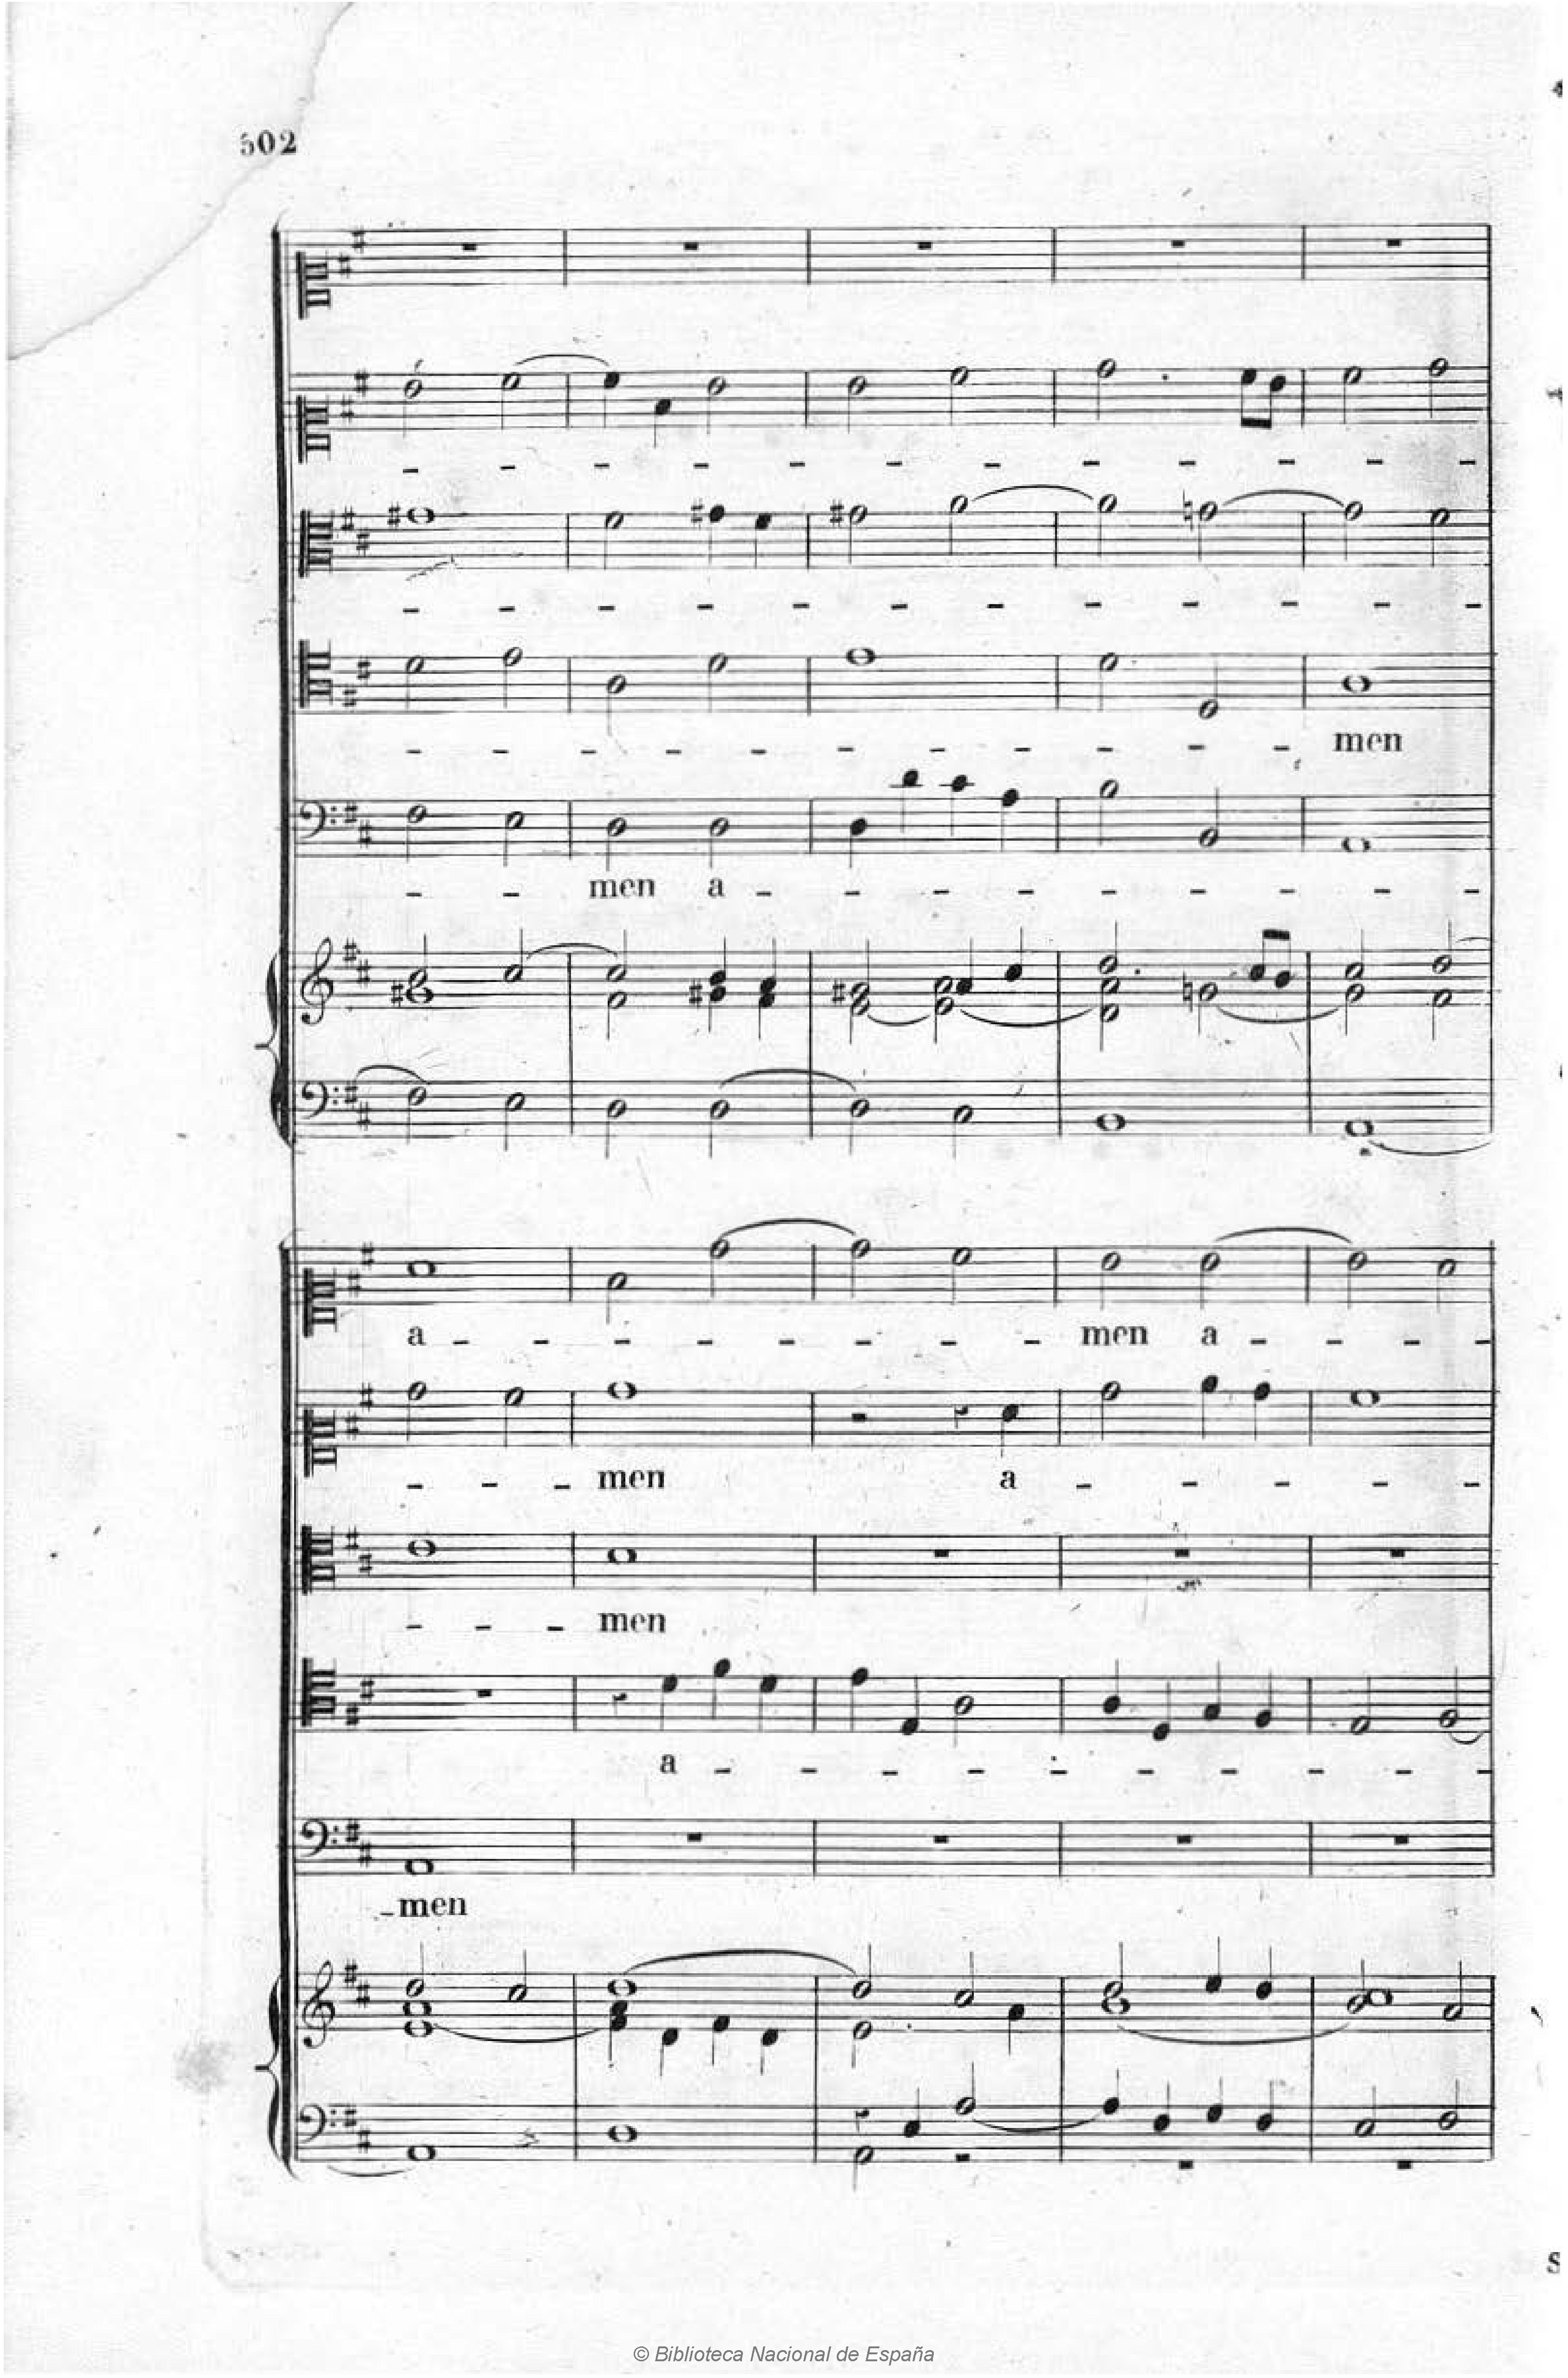 502
- - - - - - - - - - - -
- - - - - - - - - - - -
- - - - - - - - - - - men
- - men a - - - - - - - -
a - - - - - - - men a - - -
- - - men a - - - - -
- - - men
a - - - - - - - - - -
- men
© Biblioteca Nacional de España